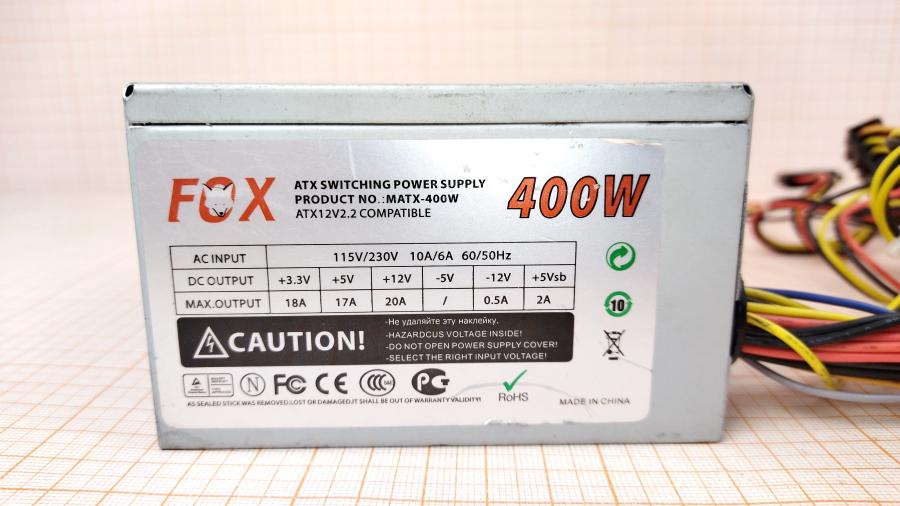 FOX
ATX SWITCHING POWER SUPPLY
PRODUCT NO.:MATX-400W
ATX12V2.2 COMPATIBLE
400W
AC INPUT 115V/230V 10A/6A 60/50Hz
DC OUTPUT +3.3V +5V +12V -5V -12V +5Vsb
MAX.OUTPUT 18A 17A 20A / 0.5A 2A
10
CAUTION!
-Не удаляйте эту наклейку.
-HAZARDCUS VOLTAGE INSIDE!
-DO NOT OPEN POWER SUPPLY COVER!
-SELECT THE RIGHT INPUT VOLTAGE!
N FC CE CCC PG
RoHS
AS SEALED STICK.WAS REMOVED.LOST OR DAMAGED.IT SHALL BE OUT OF WARRANTY VALIDITY!
MADE IN CHINA